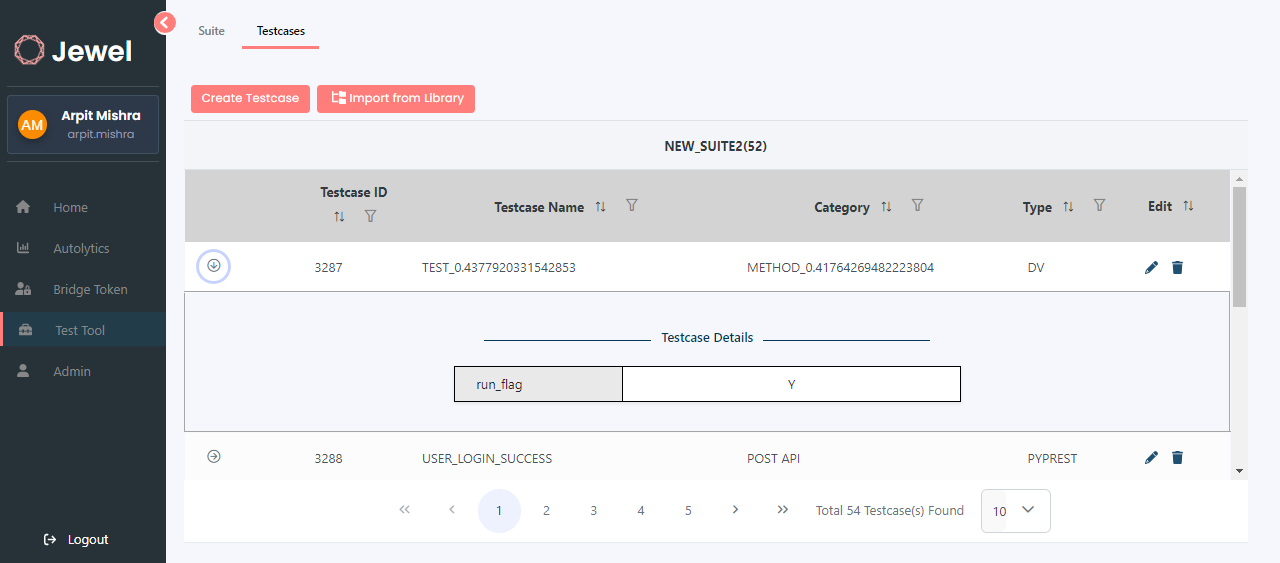 Suite Testcases
Jewel
Create Testcase Import from Library
AM Arpit Mishra
arpit.mishra
NEW_SUITE2(52)
Testcase ID Testcase Name Category Type Edit
Home
Autolytics
Bridge Token
Test Tool
Admin
Logout
3287 TEST_0.4377920331542853 METHOD_0.41764269482223804 DV
Testcase Details
run_flag Y
3288 USER_LOGIN_SUCCESS POST API PYPREST
1 2 3 4 5 Total 54 Testcase(s) Found 10